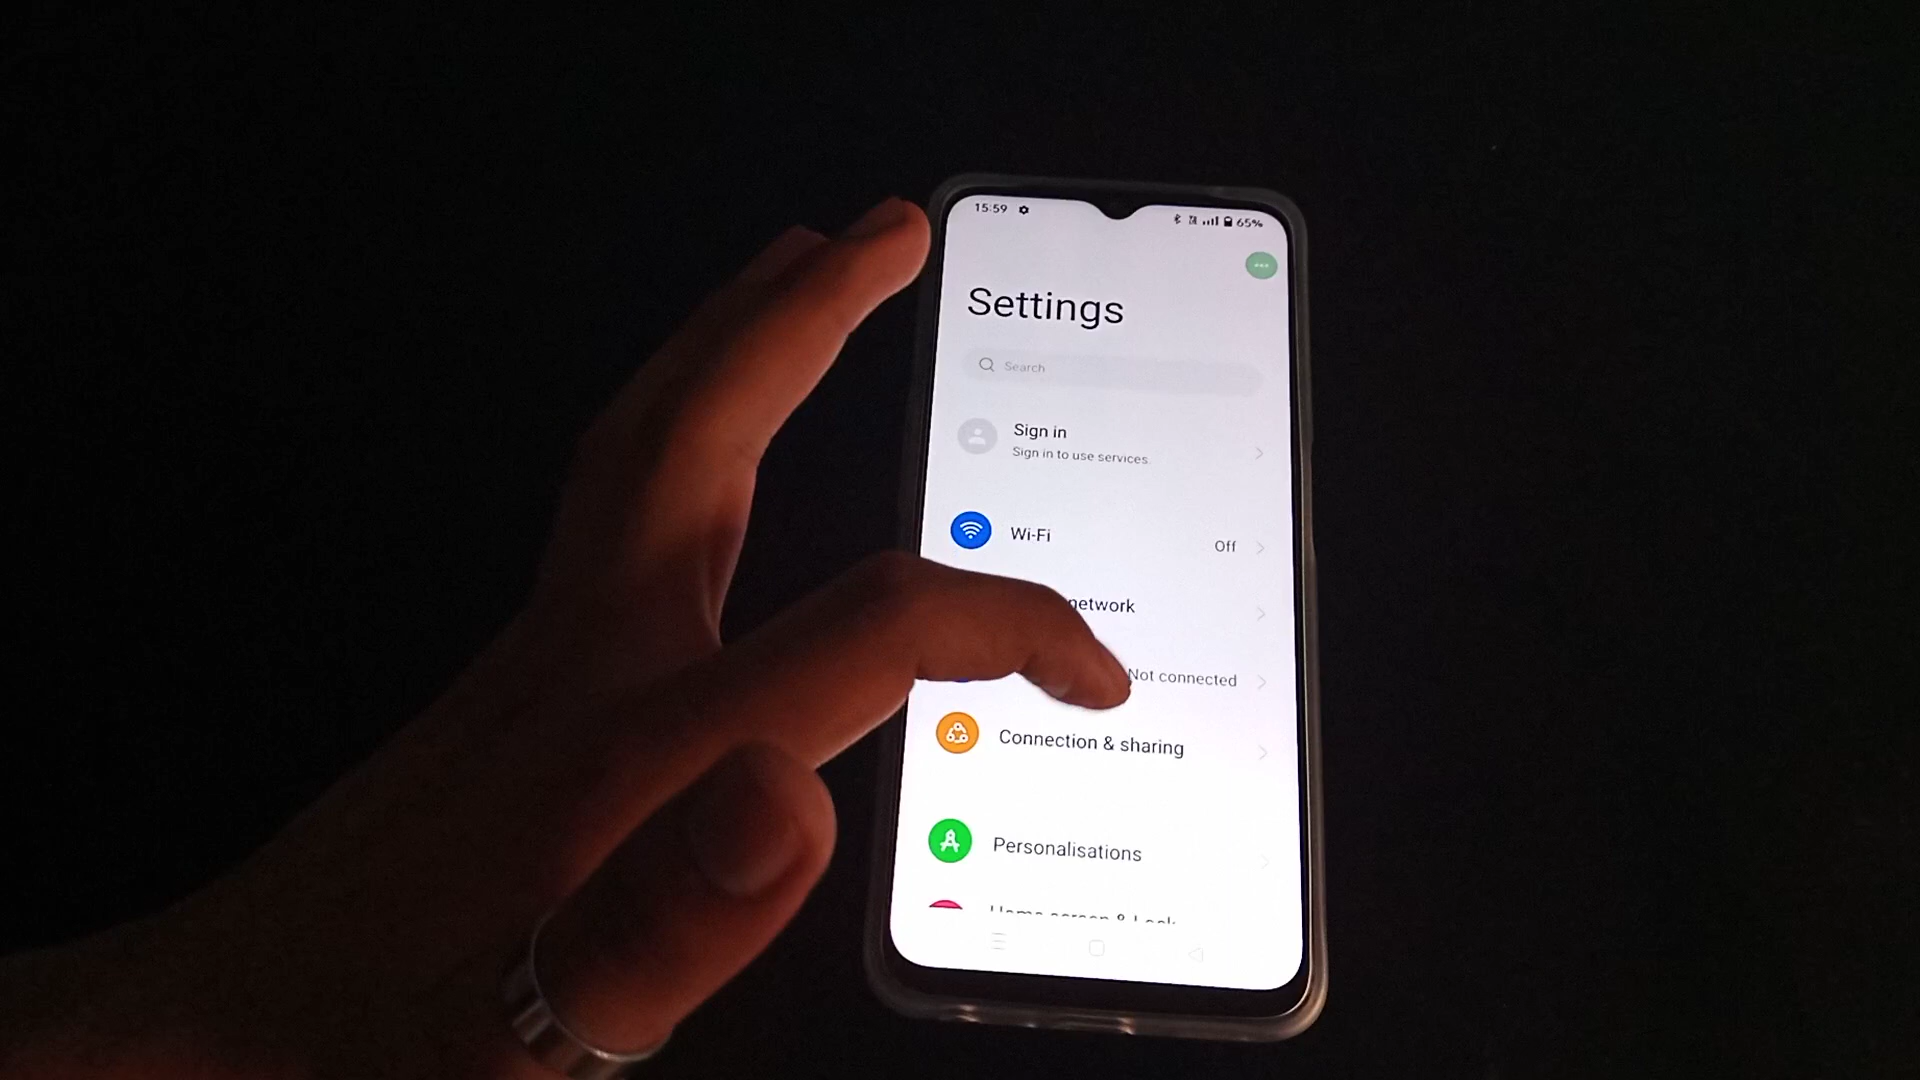 15:59 65%
Settings
Search
Sign in
Sign in to use services
Wi-Fi Off
network
Not connected
Connection & sharing
Personalisations